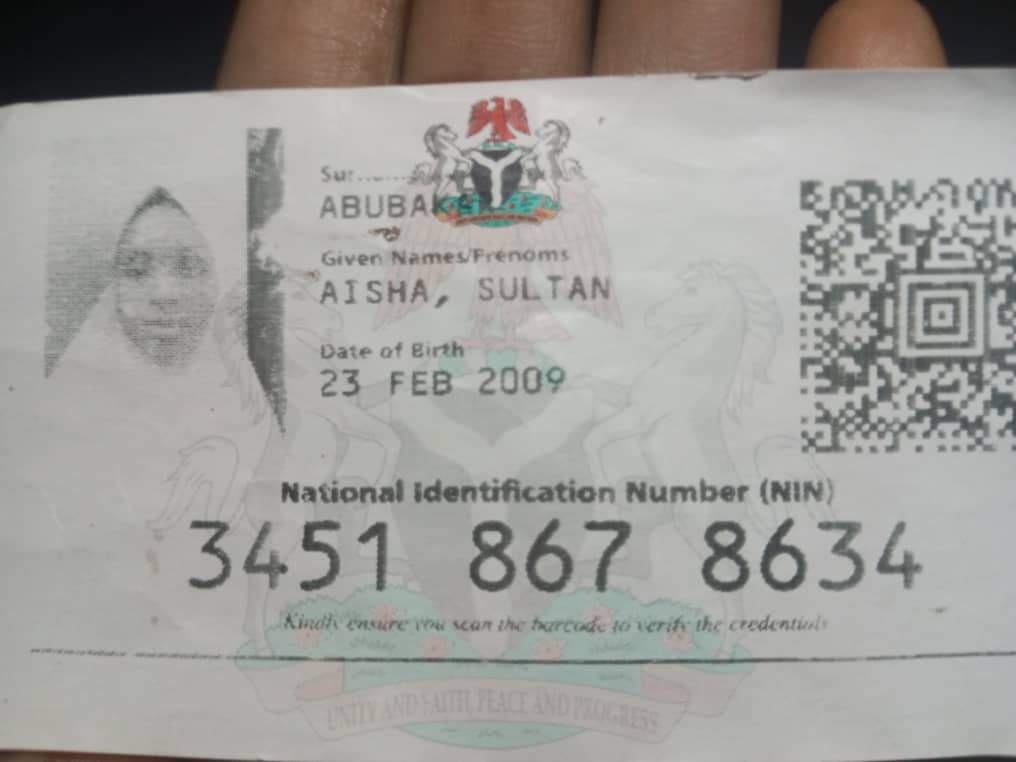 ABUBAK
Given Names/Prenoms
AISHA, SULTAN
Date of Birth
23 FEB 2009
National Identification Number (NIN)
3451 867 8634
Kindly ensure you scan the barcode to verify the credentials
UNITY AND FAITH, PEACE AND PROGRESS